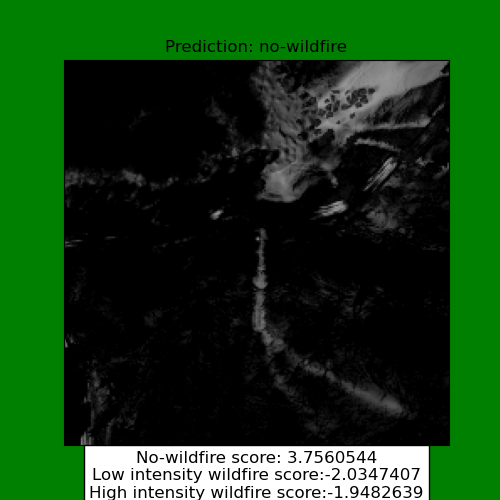 Prediction: no-wildfire
No-wildfire score: 3.7560544
Low intensity wildfire score:-2.0347407
High intensity wildfire score:-1.9482639